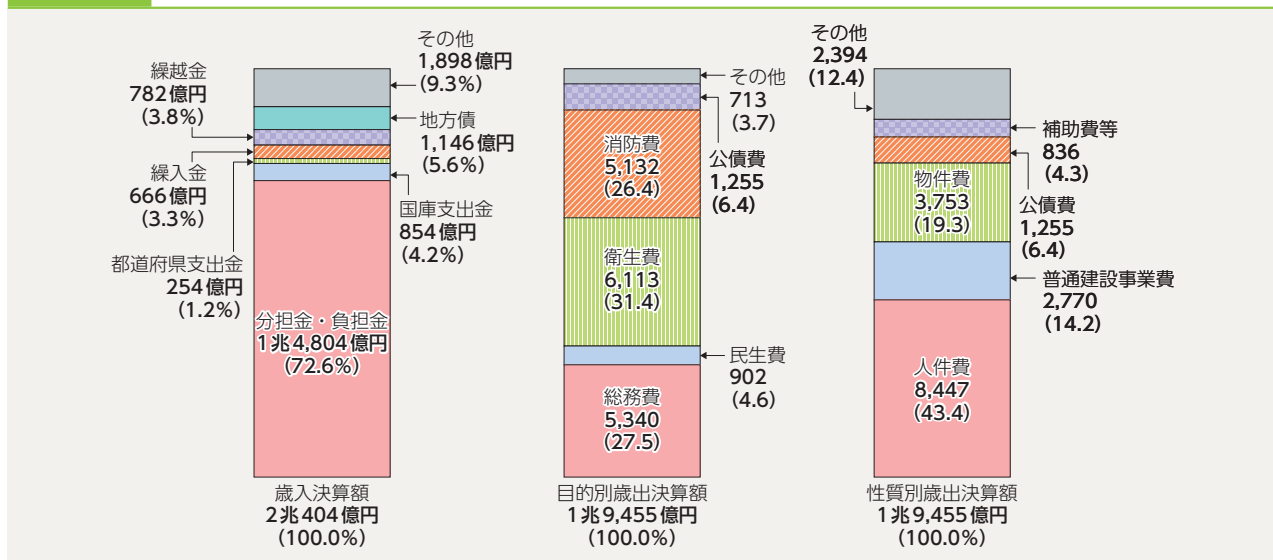 その他
1,898億円
(9.3%)
繰越金
782億円
(3.8%)
地方債
1,146億円
(5.6%)
繰入金
666億円
(3.3%)
国庫支出金
854億円
(4.2%)
都道府県支出金
254億円
(1.2%)
分担金・負担金
1兆4,804億円
(72.6%)
歳入決算額
2兆404億円
(100.0%)
その他
713
(3.7)
公債費
1,255
(6.4)
消防費
5,132
(26.4)
衛生費
6,113
(31.4)
民生費
902
(4.6)
総務費
5,340
(27.5)
目的別歳出決算額
1兆9,455億円
(100.0%)
その他
2,394
(12.4)
補助費等
836
(4.3)
公債費
1,255
(6.4)
物件費
3,753
(19.3)
普通建設事業費
2,770
(14.2)
人件費
8,447
(43.4)
性質別歳出決算額
1兆9,455億円
(100.0%)